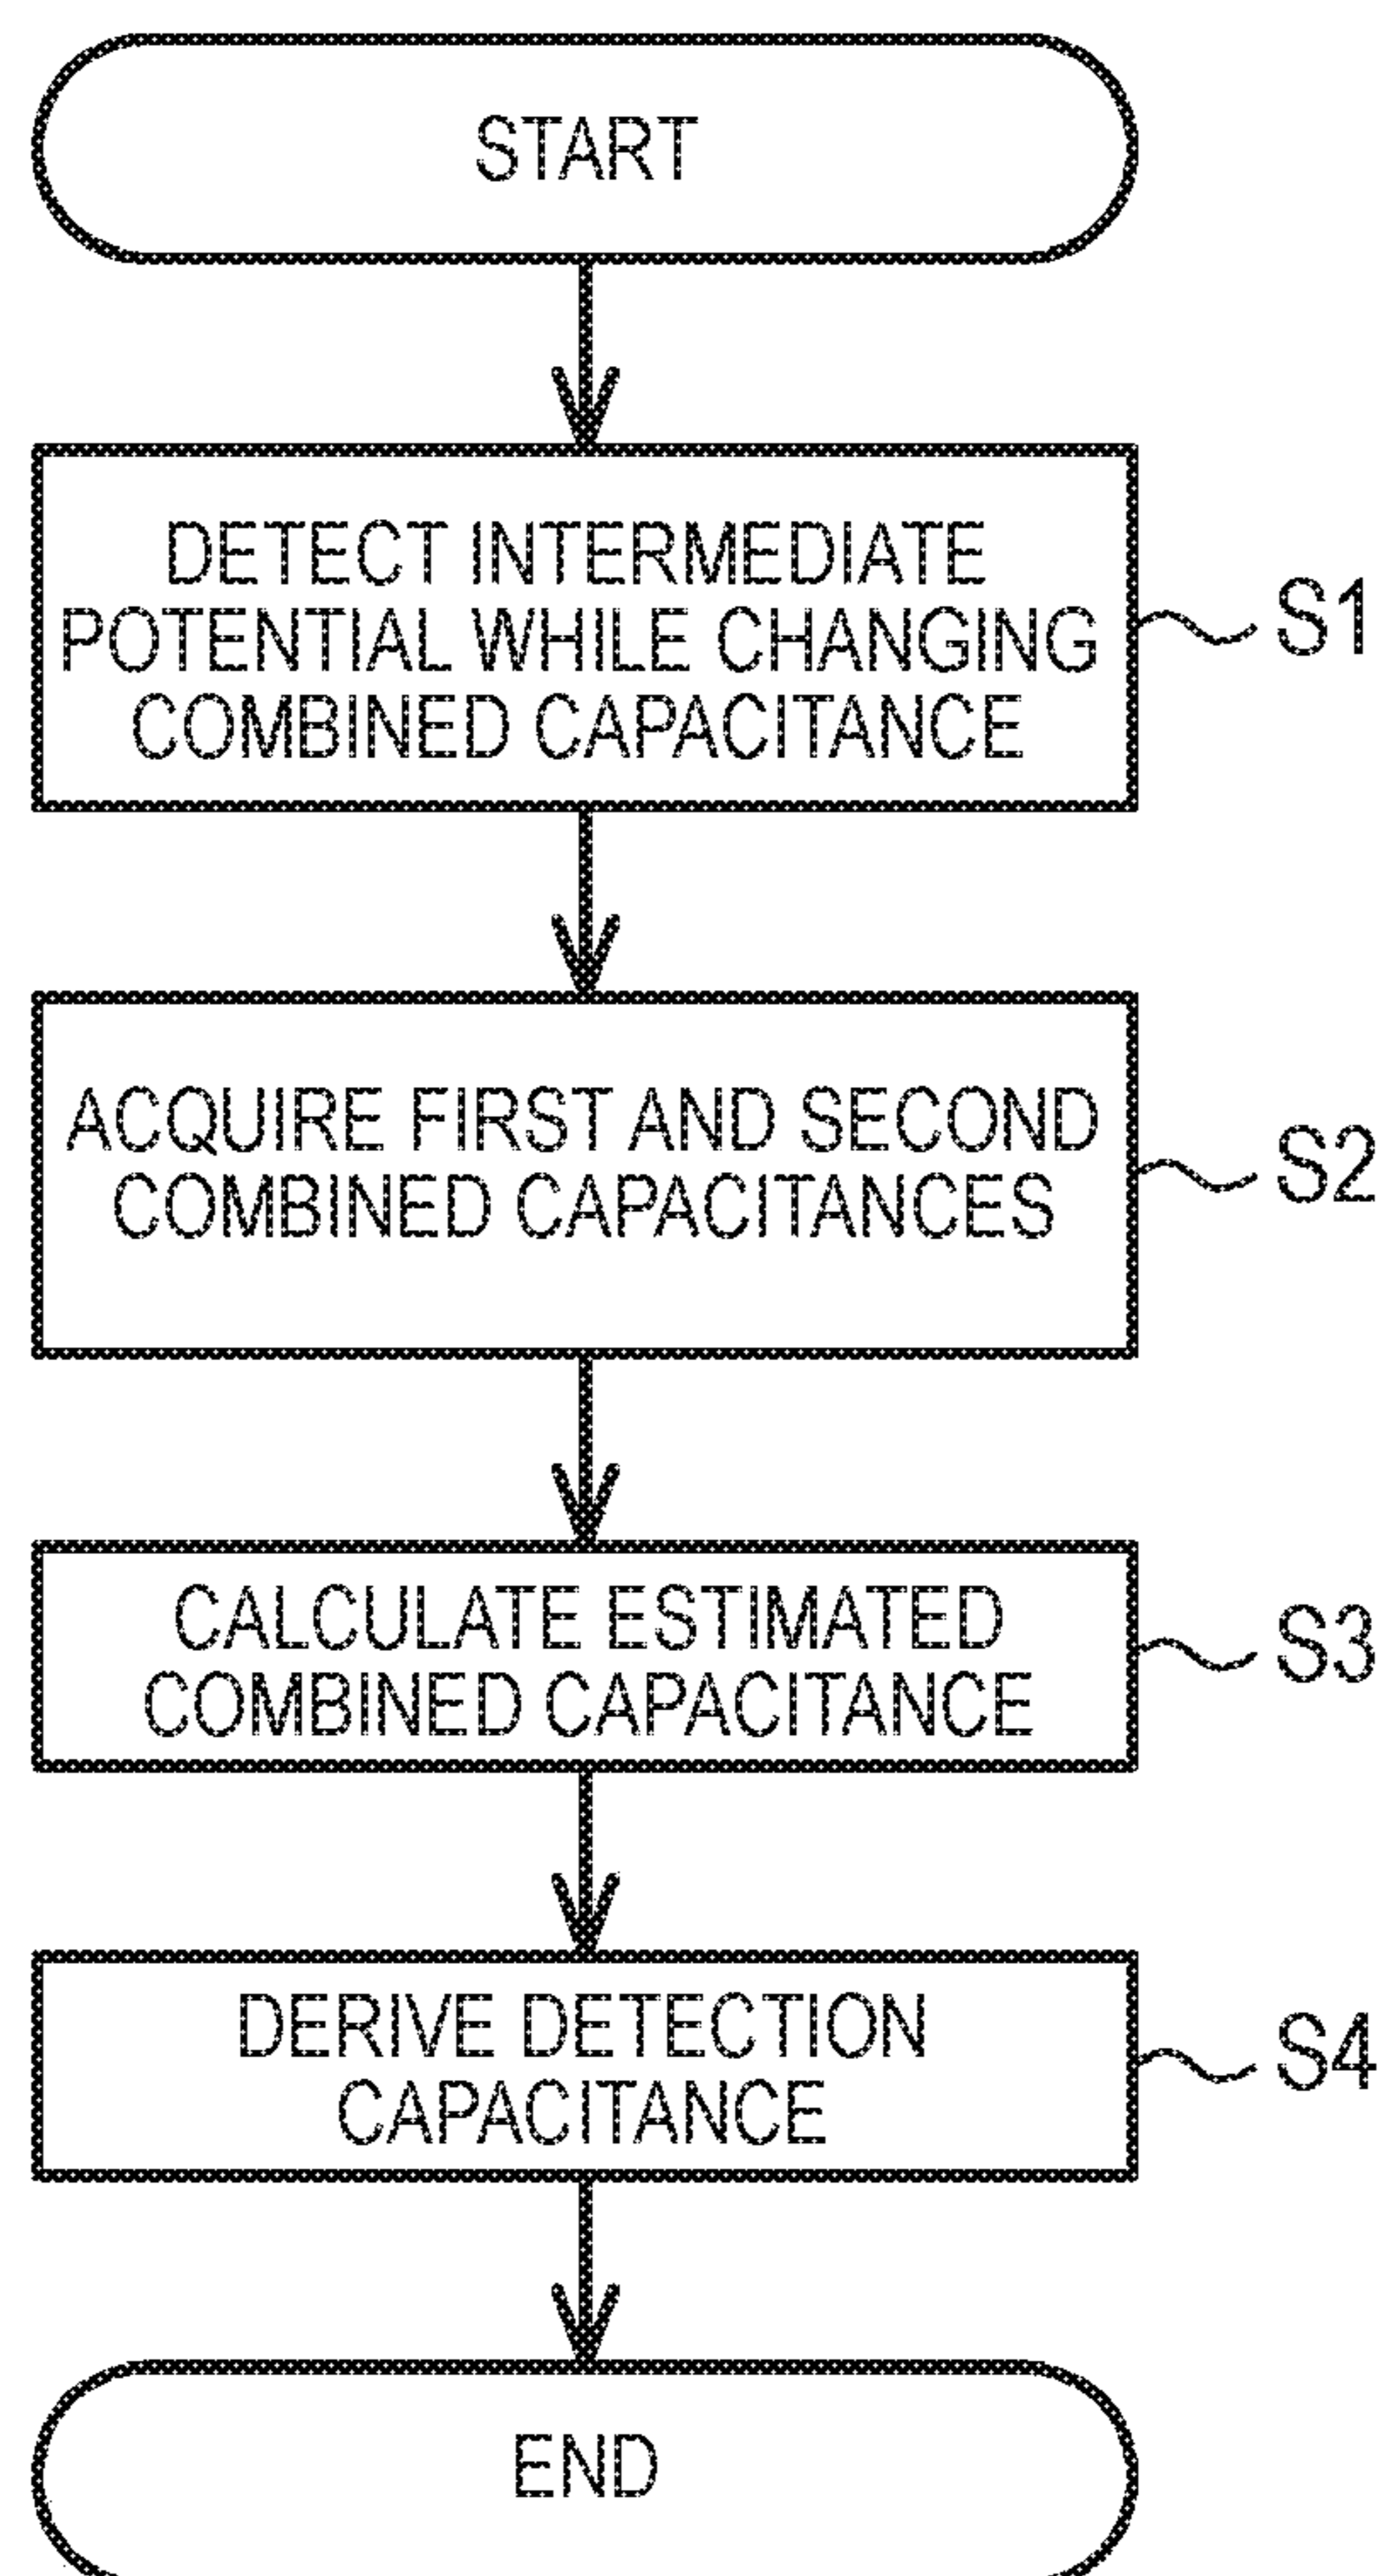 START
DETECT INTERMEDIATE
POTENTIAL WHILE CHANGING
COMBINED CAPACITANCE
S1
ACQUIRE FIRST AND SECOND
COMBINED CAPACITANCES
S2
CALCULATE ESTIMATED
COMBINED CAPACITANCE
S3
DERIVE DETECTION
CAPACITANCE
S4
END